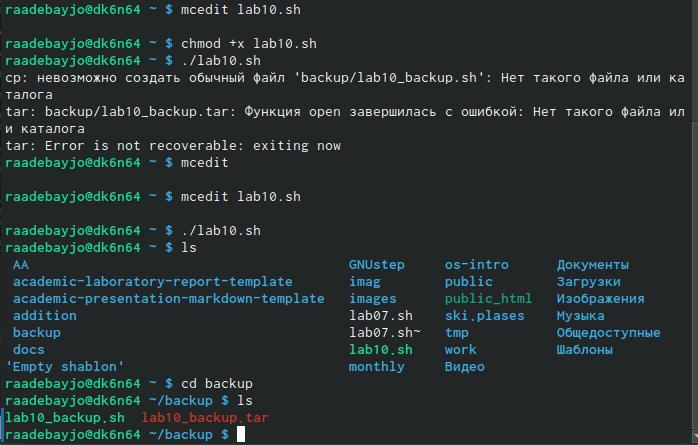 raadebayjo@dk6n64 ~ $ mcedit lab10.sh
raadebayjo@dk6n64 ~ $ chmod +x lab10.sh
raadebayjo@dk6n64 ~ $ ./lab10.sh
cp: невозможно создать обычный файл 'backup/lab10_backup.sh': Нет такого файла или ка
талога
tar: backup/lab10_backup.tar: Функция open завершилась с ошибкой: Нет такого файла ил
и каталога
tar: Error is not recoverable: exiting now
raadebayjo@dk6n64 ~ $ mcedit
raadebayjo@dk6n64 ~ $ mcedit lab10.sh
raadebayjo@dk6n64 ~ $ ./lab10.sh
raadebayjo@dk6n64 ~ $ ls
AA GNUstep os-intro Документы
academic-laboratory-report-template imag public Загрузки
academic-presentation-markdown-template images public_html Изображения
addition lab07.sh ski.plases Музыка
backup lab07.sh~ tmp Общедоступные
docs lab10.sh work Шаблоны
'Empty shablon' monthly Видео
raadebayjo@dk6n64 ~ $ cd backup
raadebayjo@dk6n64 ~/backup $ ls
lab10_backup.sh lab10_backup.tar
raadebayjo@dk6n64 ~/backup $